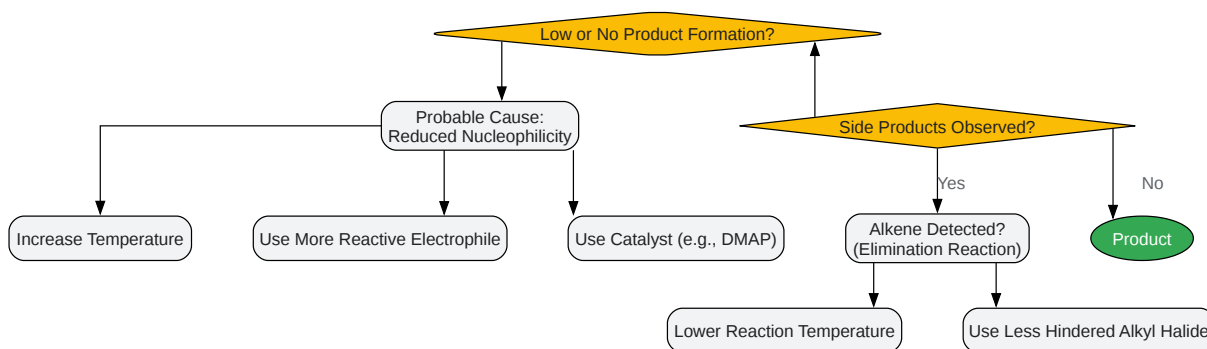 Low or No Product Formation?
Probable Cause:
Reduced Nucleophilicity
Side Products Observed?
Yes
No
Increase Temperature
Use More Reactive Electrophile
Use Catalyst (e.g., DMAP)
Alkene Detected?
(Elimination Reaction)
Product
Lower Reaction Temperature
Use Less Hindered Alkyl Halide